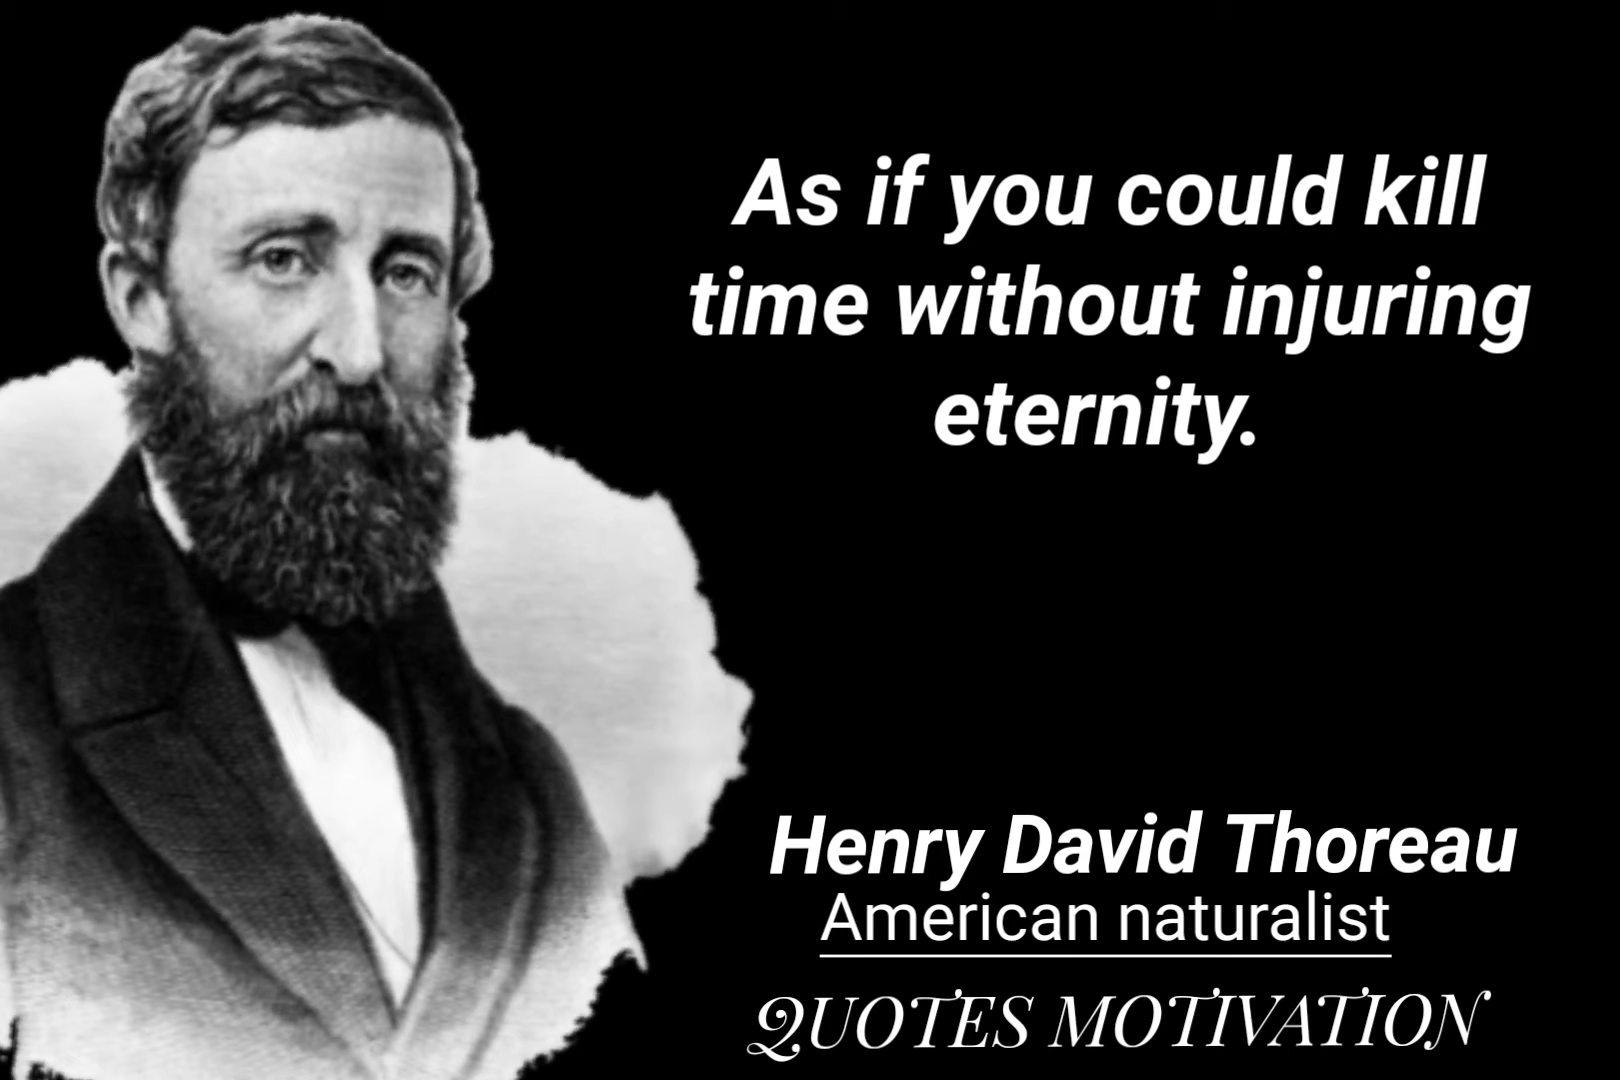 As if you could kill
time without injuring
eternity.
Henry David Thoreau
American naturalist
QUOTES MOTIVATION